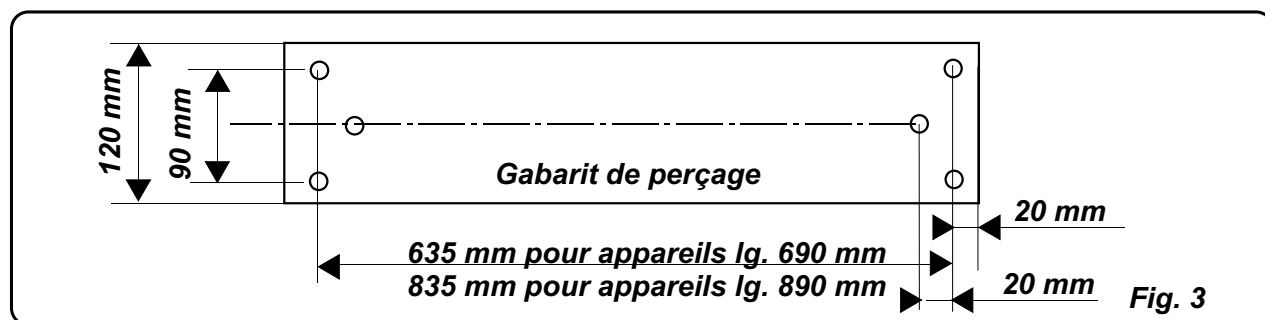 120 mm
90 mm
Gabarit de perçage
20 mm
635 mm pour appareils lg. 690 mm
835 mm pour appareils lg. 890 mm
20 mm
Fig. 3